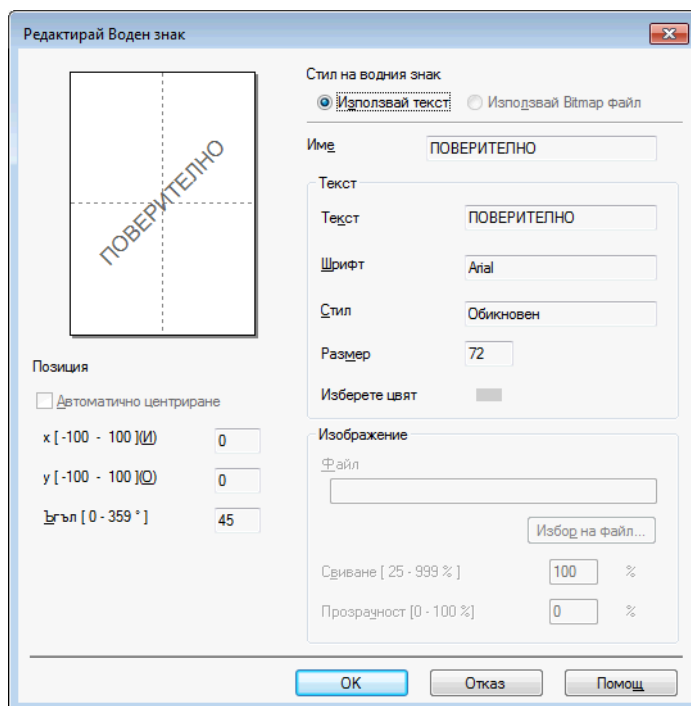 Редактирай Воден знак
ПОВЕРИТЕЛНО
Стил на водния знак
Използвай текст
Използвай Bitmap файл
Име
ПОВЕРИТЕЛНО
Текст
Текст
ПОВЕРИТЕЛНО
Шрифт
Arial
Стил
Обикновен
Размер
72
Изберете цвят
Позиция
Автоматично центриране
x [ -100 - 100 ](И)
0
y [ -100 - 100 ](О)
0
Ъгъл [ 0 - 359 ° ]
45
Изображение
Файл
Избор на файл...
Свиване [ 25 - 999 % ]
100
%
Прозрачност [0 - 100 %]
0
%
OK
Отказ
Помощ